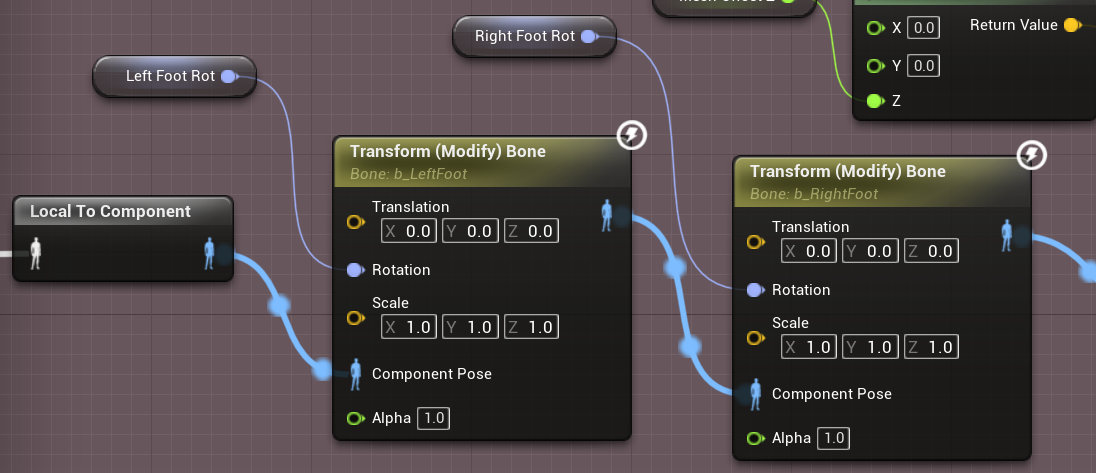 Right Foot Rot
X 0.0
Return Value
Y 0.0
Z
Left Foot Rot
Transform (Modify) Bone
Bone: b_LeftFoot
Translation
X 0.0 Y 0.0 Z 0.0
Rotation
Scale
X 1.0 Y 1.0 Z 1.0
Component Pose
Alpha 1.0
Local To Component
Transform (Modify) Bone
Bone: b_RightFoot
Translation
X 0.0 Y 0.0 Z 0.0
Rotation
Scale
X 1.0 Y 1.0 Z 1.0
Component Pose
Alpha 1.0